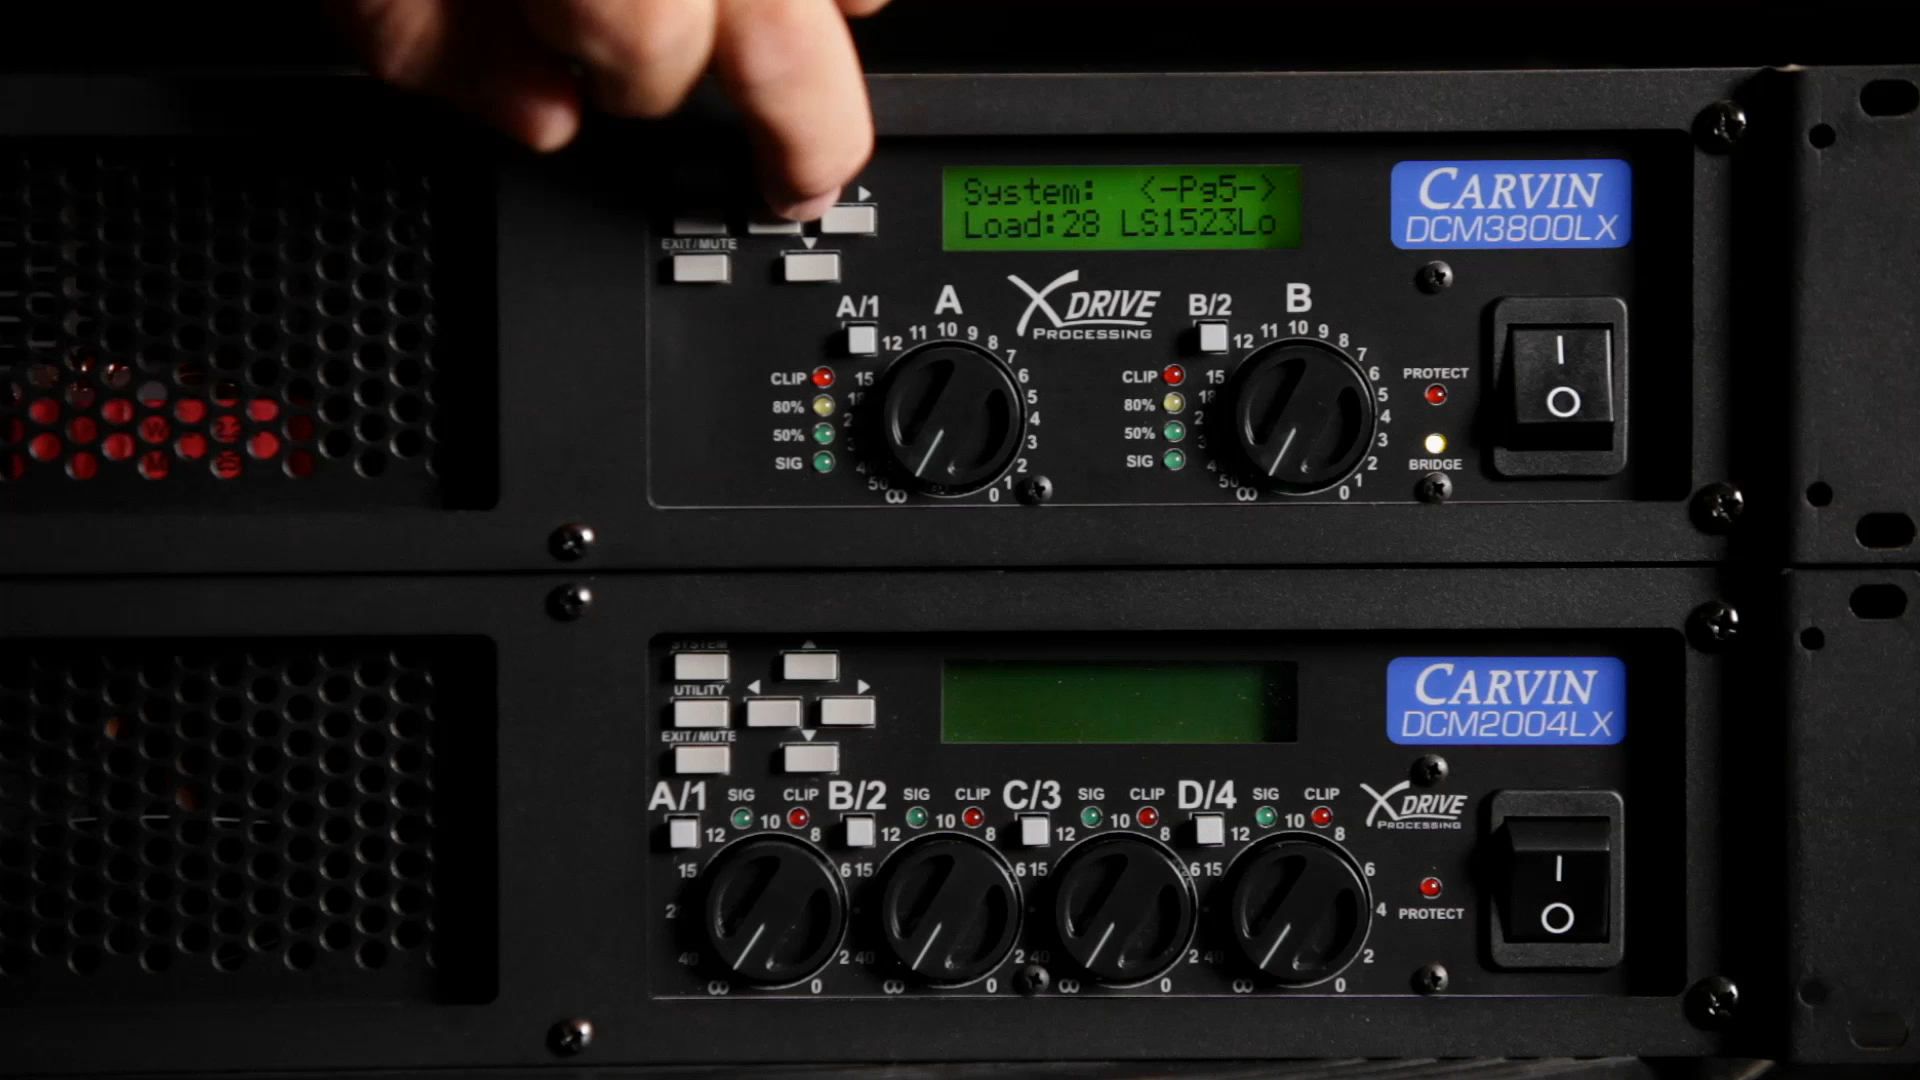 System: <-Pg5->
Load:28 LS1523Lo
CARVIN
DCM3800LX
EXIT/MUTE
A/1
A
XDRIVE
PROCESSING
B/2
B
12 11 10 9 8 7 6 5 4 3 2 1 0
15
50
∞
CLIP
80%
50%
SIG
12 11 10 9 8 7 6 5 4 3 2 1 0
15
50
∞
CLIP
80%
50%
SIG
PROTECT
BRIDGE
I
O
SYSTEM
UTILITY
EXIT/MUTE
CARVIN
DCM2004LX
A/1 SIG CLIP B/2 SIG CLIP C/3 SIG CLIP D/4 SIG CLIP
XDRIVE
PROCESSING
12 10 8 12 10 8 12 10 8 12 10 8
15 6 15 6 15 6 15 6
4
40 2 40 2 40 2 40 2
∞ 0 ∞ 0 ∞ 0 ∞ 0
PROTECT
I
O